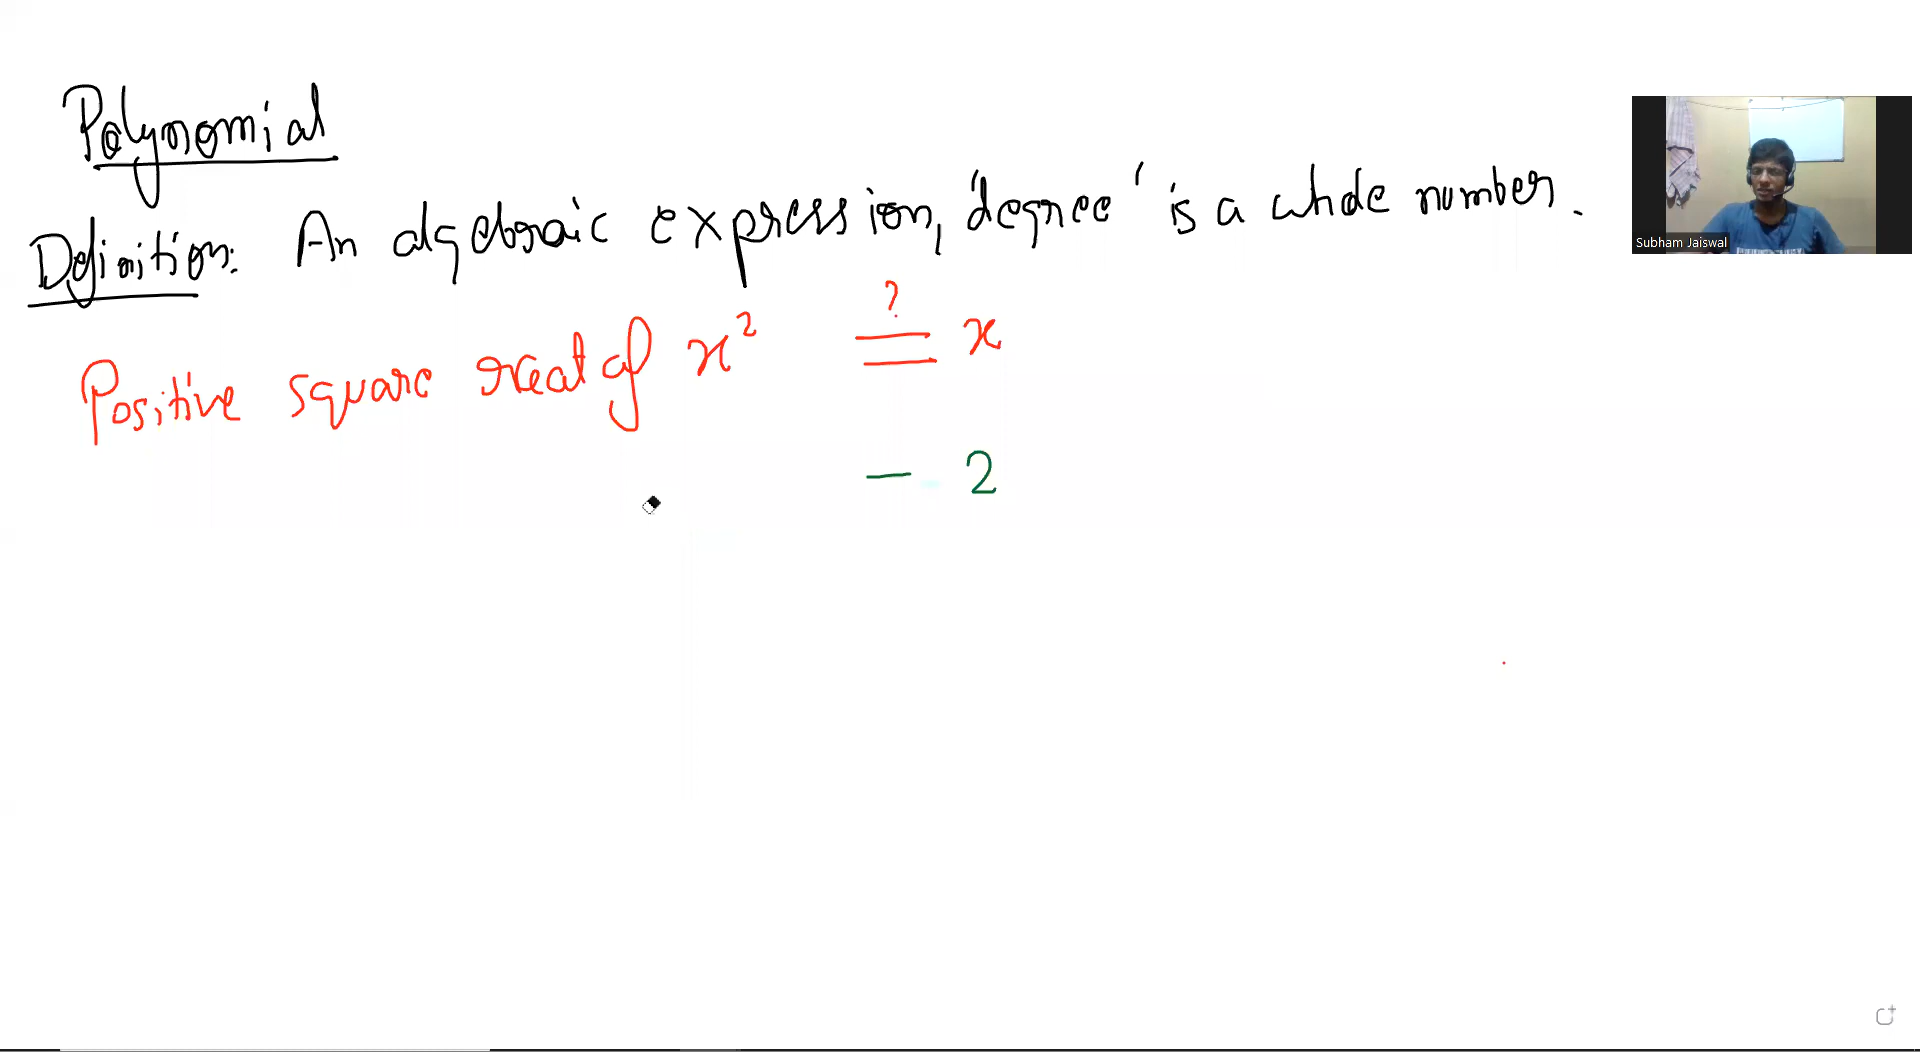 Polynomial
Definition: An algebraic expression, 'degree' is a whole number.
Positive square root of x² ?= x
- 2
Subham Jaiswal